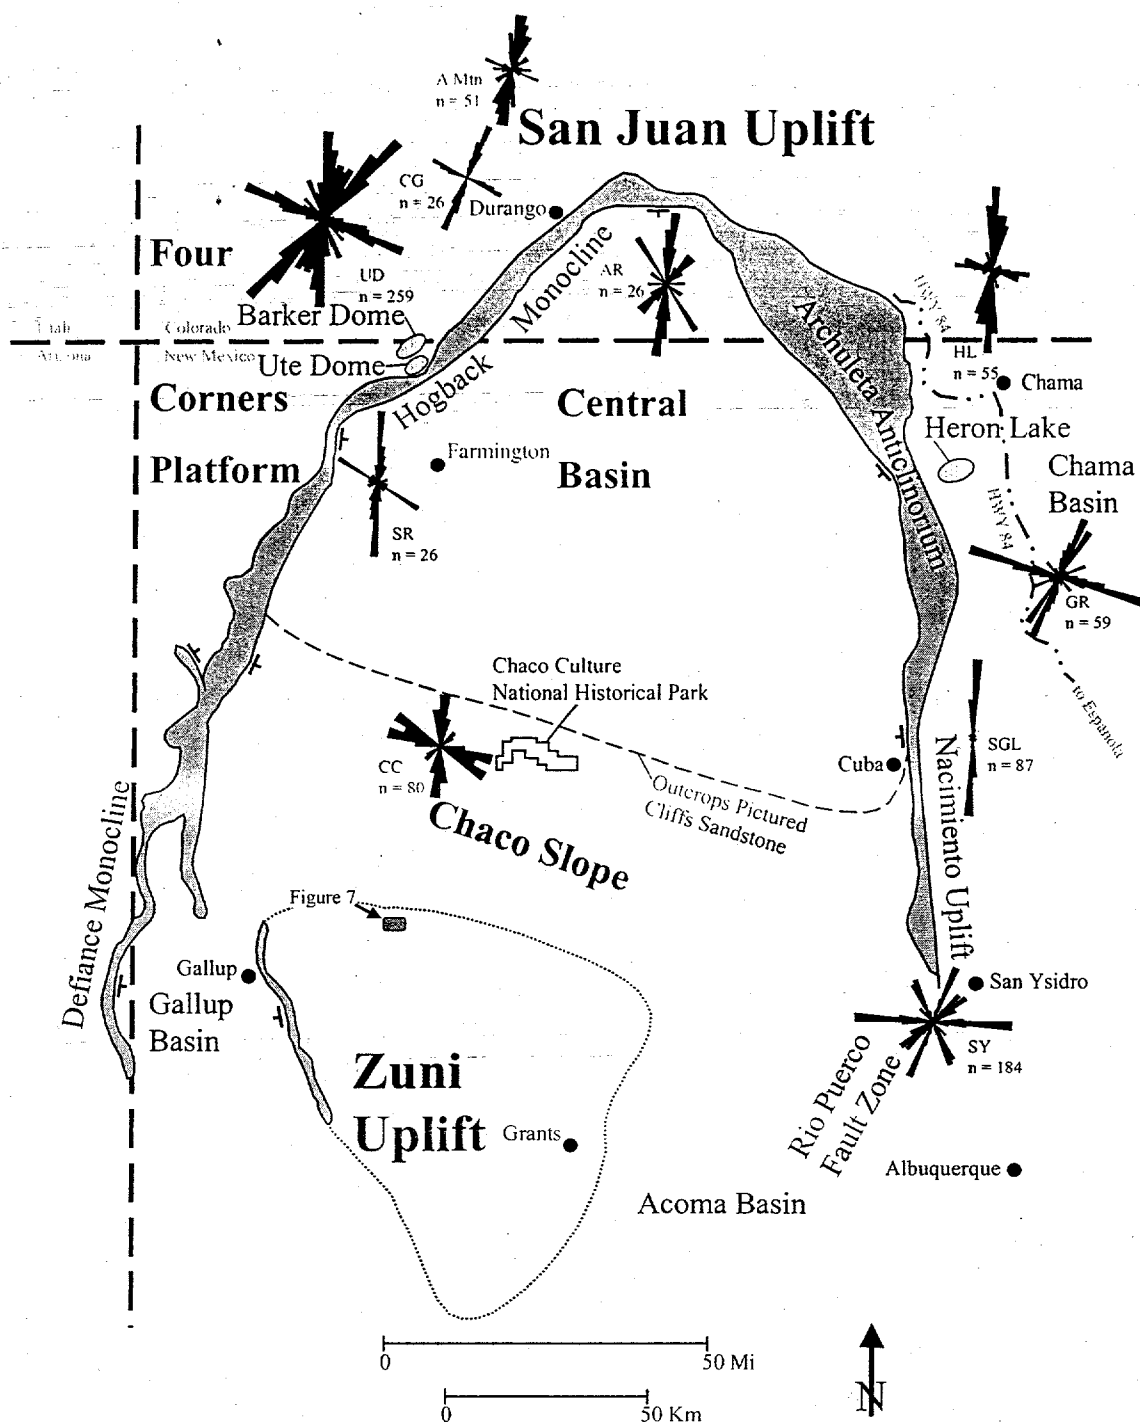 A Mtn
n = 51
San Juan Uplift
CG
n = 26
Durango
Four
UD
n = 259
AR
n = 26
Monocline
Barker Dome
Utah
Colorado
HWY 84
Arizona
New Mexico
Ute Dome
HL
n = 55
Chama
Archuleta Anticlinorium
Hogback
Corners
Central
Heron Lake
Farmington
Platform
Basin
Chama
Basin
HWY 84
SR
n = 26
GR
n = 59
Chaco Culture
National Historical Park
to Espanola
CC
n = 80
Cuba
SGL
n = 87
Outcrops Pictured
Cliffs Sandstone
Chaco Slope
Nacimiento Uplift
Defiance Monocline
Figure 7
Gallup
San Ysidro
Gallup
Basin
SY
n = 184
Rio Puerco
Fault Zone
Zuni
Uplift
Grants
Albuquerque
Acoma Basin
0
50 Mi
0
50 Km
N